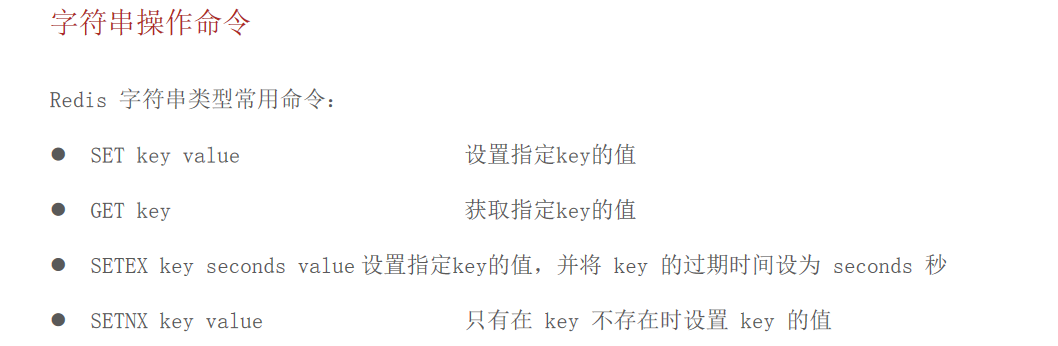 字符串操作命令
Redis 字符串类型常用命令：
● SET key value 设置指定key的值
● GET key 获取指定key的值
● SETEX key seconds value 设置指定key的值，并将 key 的过期时间设为 seconds 秒
● SETNX key value 只有在 key 不存在时设置 key 的值